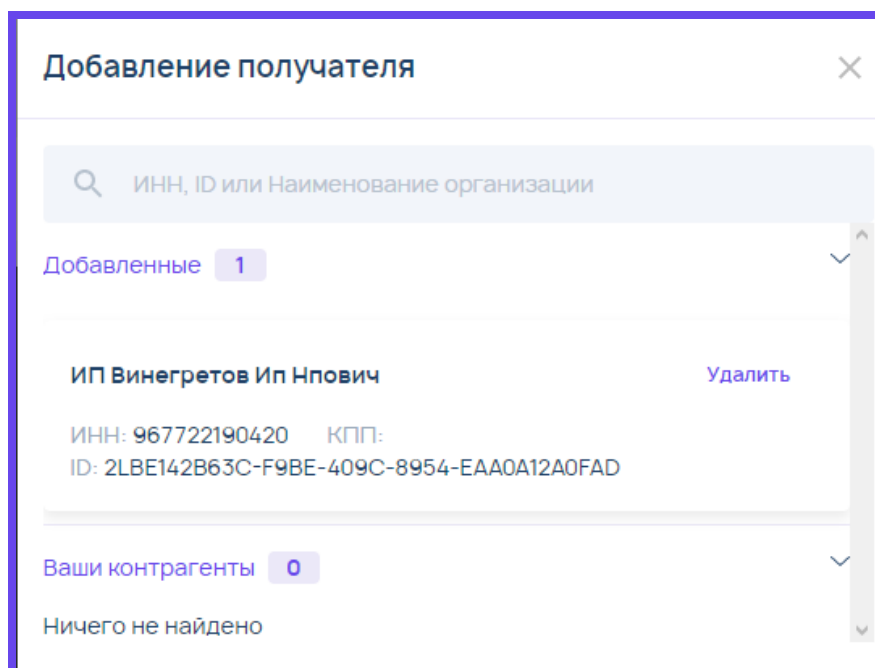 Добавление получателя
ИНН, ID или Наименование организации
Добавленные 1
ИП Винегретов Ип Нпович Удалить
ИНН: 967722190420 КПП:
ID: 2LBE142B63C-F9BE-409C-8954-EAA0A12A0FAD
Ваши контрагенты 0
Ничего не найдено